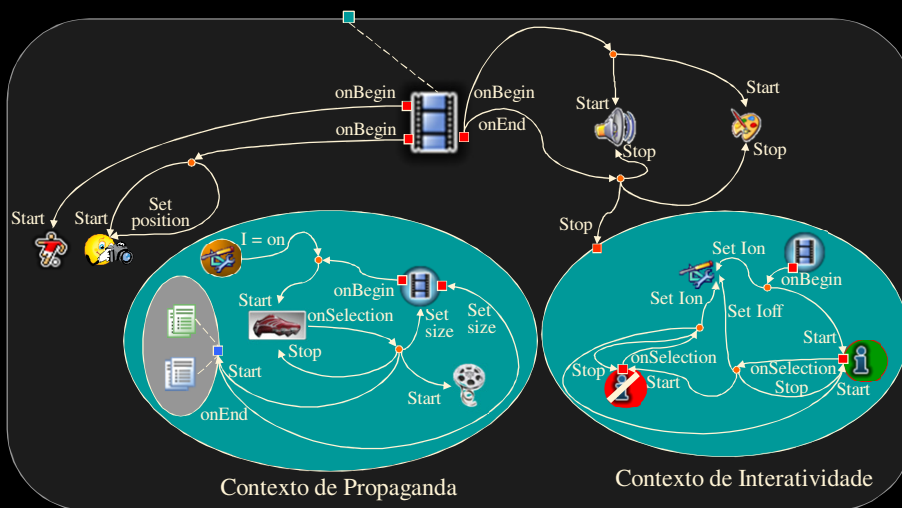 onBegin
onBegin
onBegin
onEnd
Start
Start
Stop
Stop
Start
Start
Set
position
Stop
I = on
onBegin
Start
onSelection
Set
size
Set
size
Stop
Start
Start
onEnd
Set Ion
onBegin
Set Ion
Set Ioff
Start
onSelection
Stop
Start
onSelection
Stop
Start
Contexto de Propaganda
Contexto de Interatividade